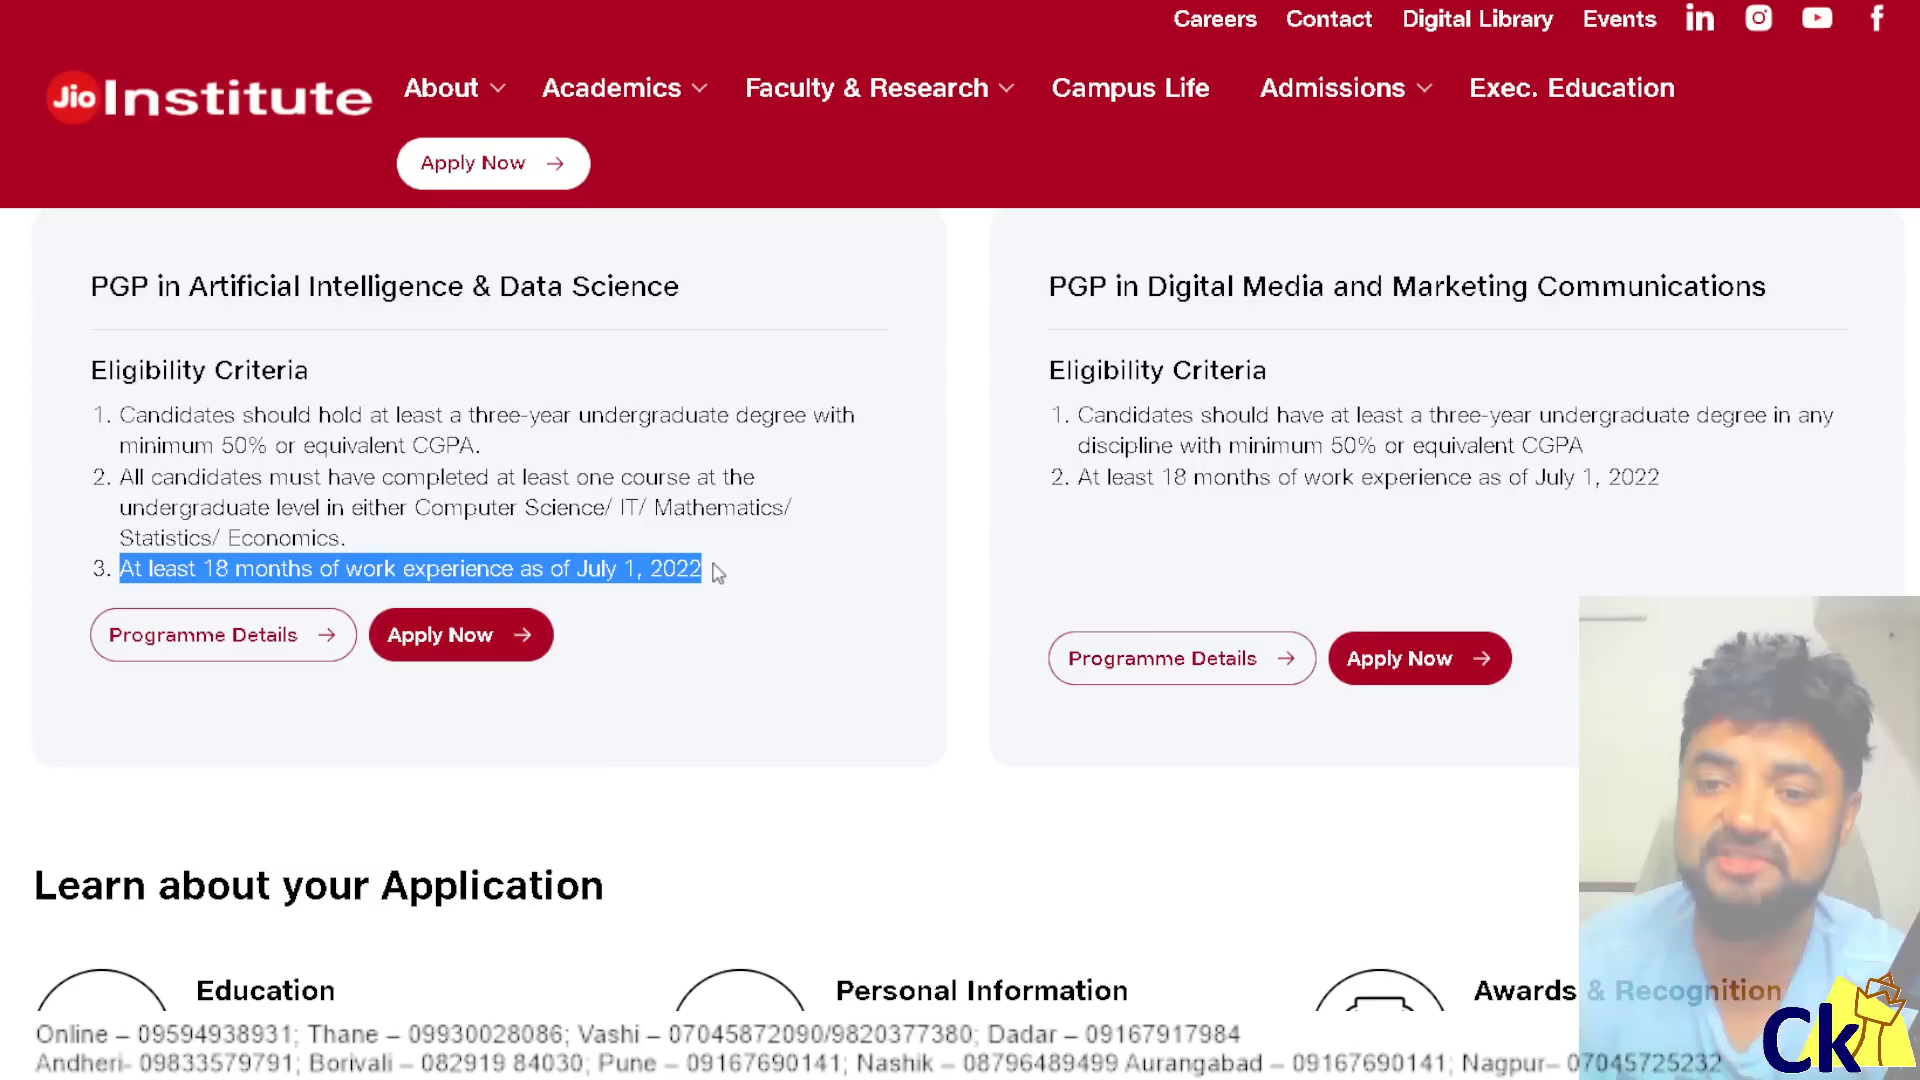 Careers Contact Digital Library Events
Jio Institute About Academics Faculty & Research Campus Life Admissions Exec. Education
Apply Now
PGP in Artificial Intelligence & Data Science
Eligibility Criteria
1. Candidates should hold at least a three-year undergraduate degree with
minimum 50% or equivalent CGPA.
2. All candidates must have completed at least one course at the
undergraduate level in either Computer Science/ IT/ Mathematics/
Statistics/ Economics.
3. At least 18 months of work experience as of July 1, 2022
Programme Details Apply Now
PGP in Digital Media and Marketing Communications
Eligibility Criteria
1. Candidates should have at least a three-year undergraduate degree in any
discipline with minimum 50% or equivalent CGPA
2. At least 18 months of work experience as of July 1, 2022
Programme Details Apply Now
Learn about your Application
Education Personal Information Awards & Recognition
Online – 09594938931; Thane – 09930028086; Vashi – 07045872090/9820377380; Dadar – 09167917984
Andheri- 09833579791; Borivali – 082919 84030; Pune – 09167690141; Nashik – 08796489499 Aurangabad – 09167690141; Nagpur– 07045725232
Ck